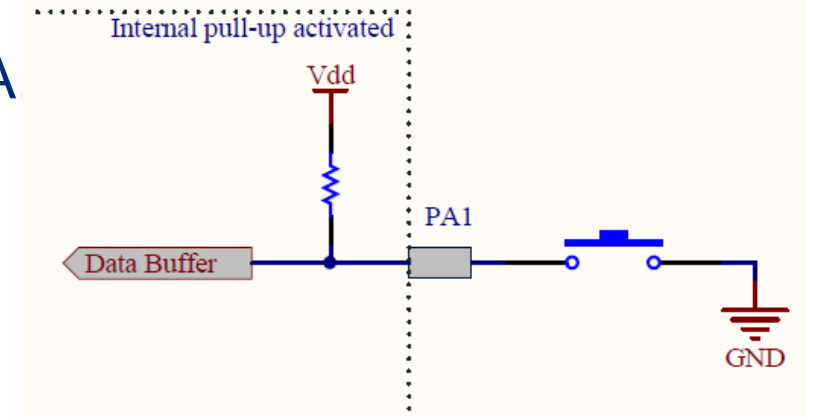 Internal pull-up activated
A
Vdd
PA1
Data Buffer
GND